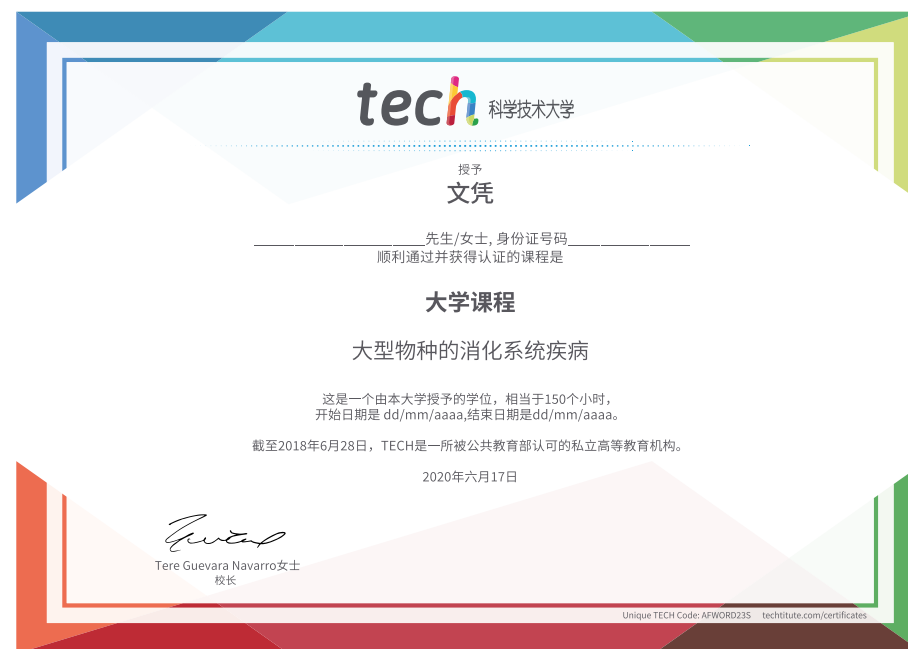 tech 科学技术大学
授予
文凭
先生/女士, 身份证号码
顺利通过并获得认证的课程是
大学课程
大型物种的消化系统疾病
这是一个由本大学授予的学位，相当于150个小时，
开始日期是 dd/mm/aaaa,结束日期是dd/mm/aaaa。
截至2018年6月28日，TECH是一所被公共教育部认可的私立高等教育机构。
2020年六月17日
Tere Guevara Navarro女士
校长
Unique TECH Code: AFWORD23S techtitute.com/certificates